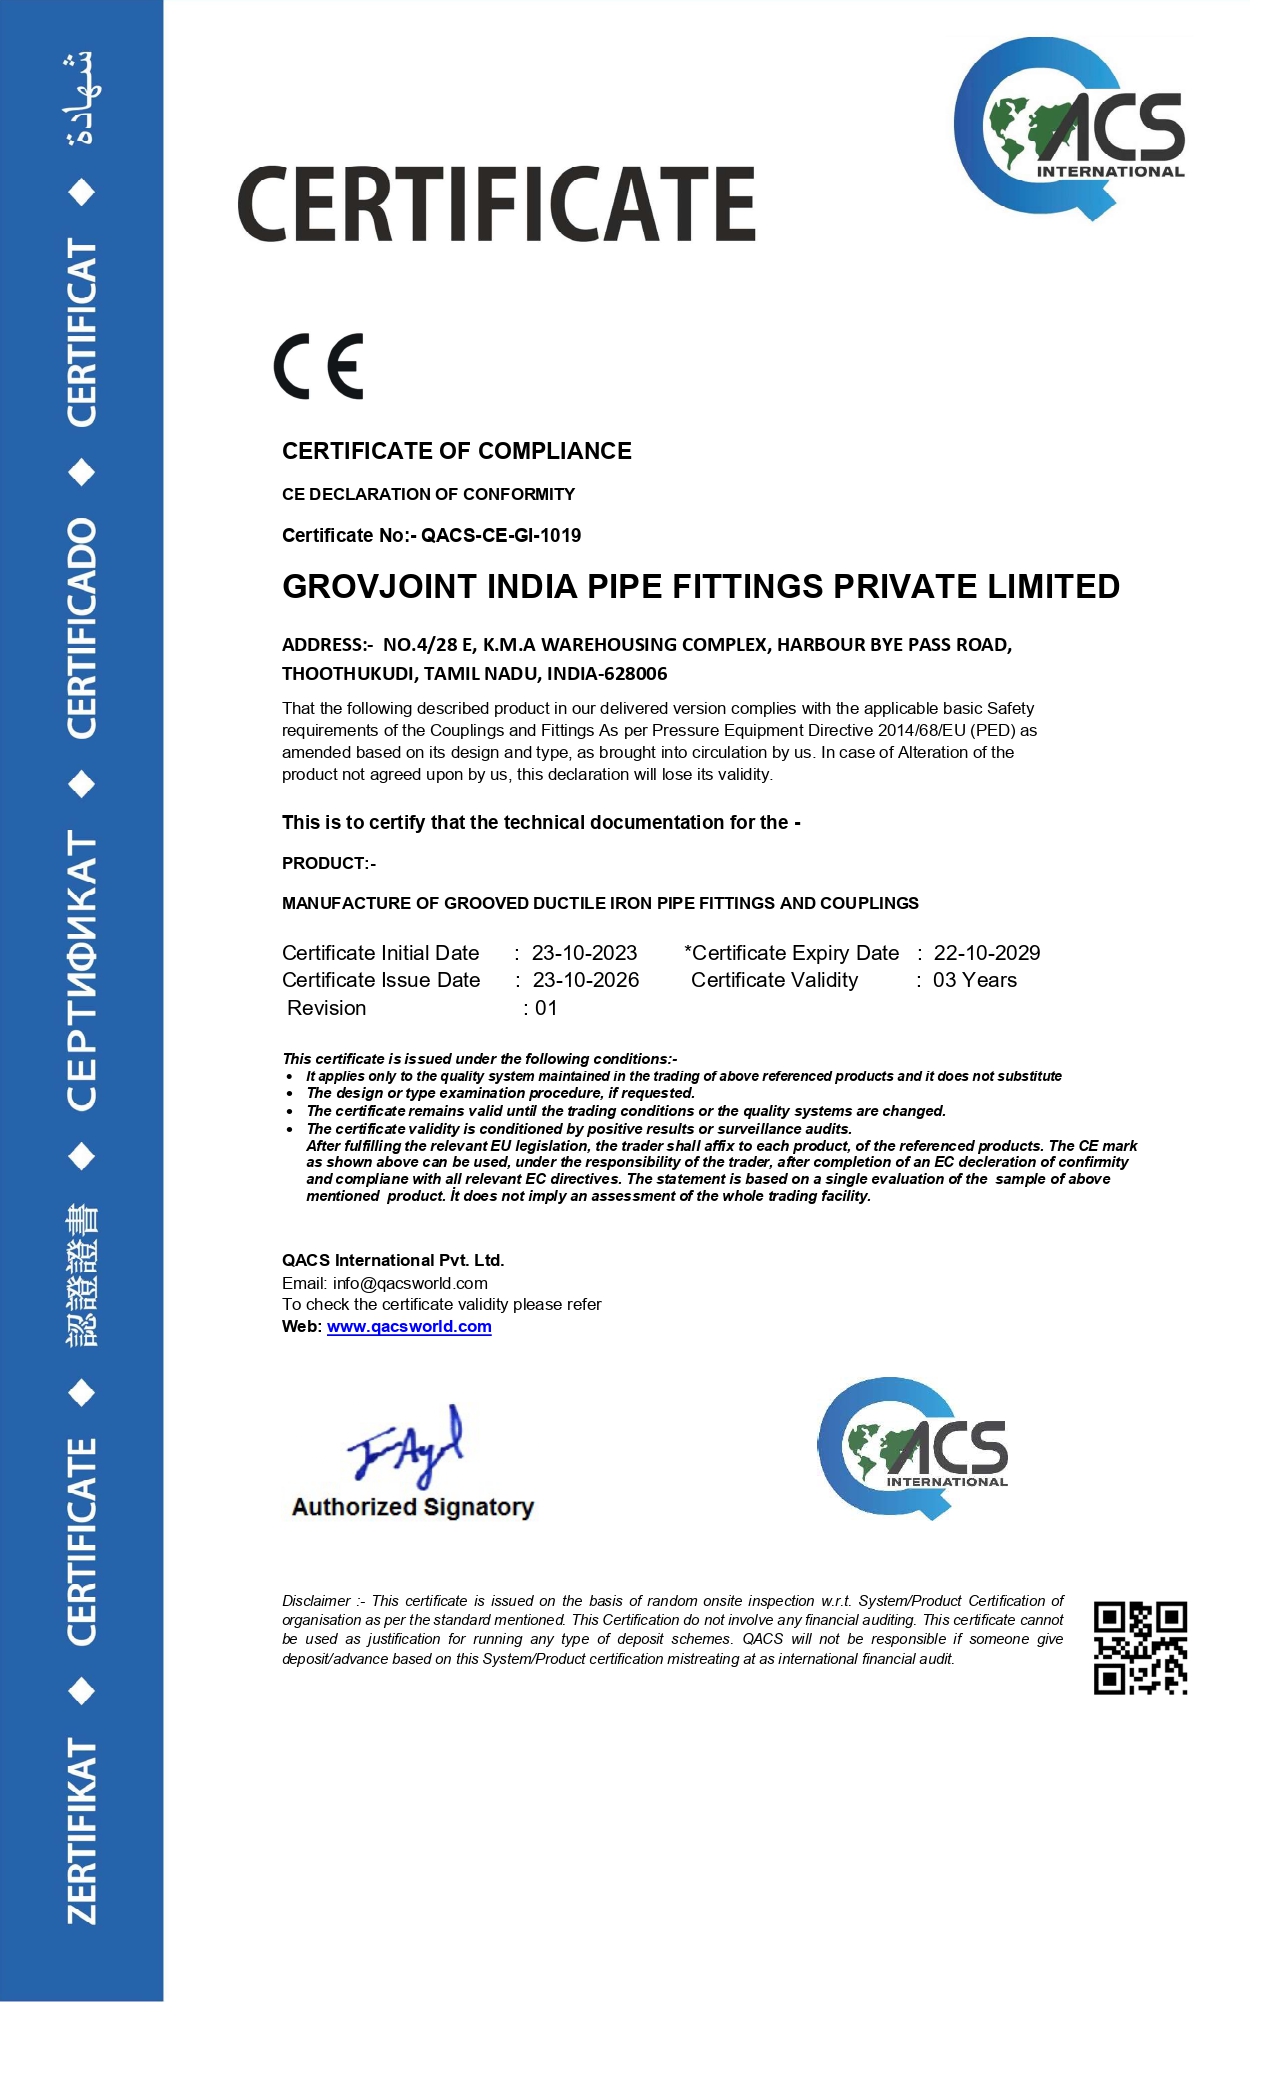 شهادة
CERTIFICAT
CERTIFICADO
СЕРТИФИКАТ
認證證書
CERTIFICATE
ZERTIFIKAT
QACS
INTERNATIONAL
CERTIFICATE
CE
CERTIFICATE OF COMPLIANCE
CE DECLARATION OF CONFORMITY
Certificate No:- QACS-CE-GI-1019
GROVJOINT INDIA PIPE FITTINGS PRIVATE LIMITED
ADDRESS:- NO.4/28 E, K.M.A WAREHOUSING COMPLEX, HARBOUR BYE PASS ROAD,
THOOTHUKUDI, TAMIL NADU, INDIA-628006
That the following described product in our delivered version complies with the applicable basic Safety
requirements of the Couplings and Fittings As per Pressure Equipment Directive 2014/68/EU (PED) as
amended based on its design and type, as brought into circulation by us. In case of Alteration of the
product not agreed upon by us, this declaration will lose its validity.
This is to certify that the technical documentation for the -
PRODUCT:-
MANUFACTURE OF GROOVED DUCTILE IRON PIPE FITTINGS AND COUPLINGS
Certificate Initial Date : 23-10-2023 *Certificate Expiry Date : 22-10-2029
Certificate Issue Date : 23-10-2026 Certificate Validity : 03 Years
Revision : 01
This certificate is issued under the following conditions:-
• It applies only to the quality system maintained in the trading of above referenced products and it does not substitute
• The design or type examination procedure, if requested.
• The certificate remains valid until the trading conditions or the quality systems are changed.
• The certificate validity is conditioned by positive results or surveillance audits.
After fulfilling the relevant EU legislation, the trader shall affix to each product, of the referenced products. The CE mark
as shown above can be used, under the responsibility of the trader, after completion of an EC decleration of confirmity
and compliane with all relevant EC directives. The statement is based on a single evaluation of the sample of above
mentioned product. İt does not imply an assessment of the whole trading facility.
QACS International Pvt. Ltd.
Email: info@qacsworld.com
To check the certificate validity please refer
Web: www.qacsworld.com
Authorized Signatory
QACS
INTERNATIONAL
Disclaimer :- This certificate is issued on the basis of random onsite inspection w.r.t. System/Product Certification of
organisation as per the standard mentioned. This Certification do not involve any financial auditing. This certificate cannot
be used as justification for running any type of deposit schemes. QACS will not be responsible if someone give
deposit/advance based on this System/Product certification mistreating at as international financial audit.